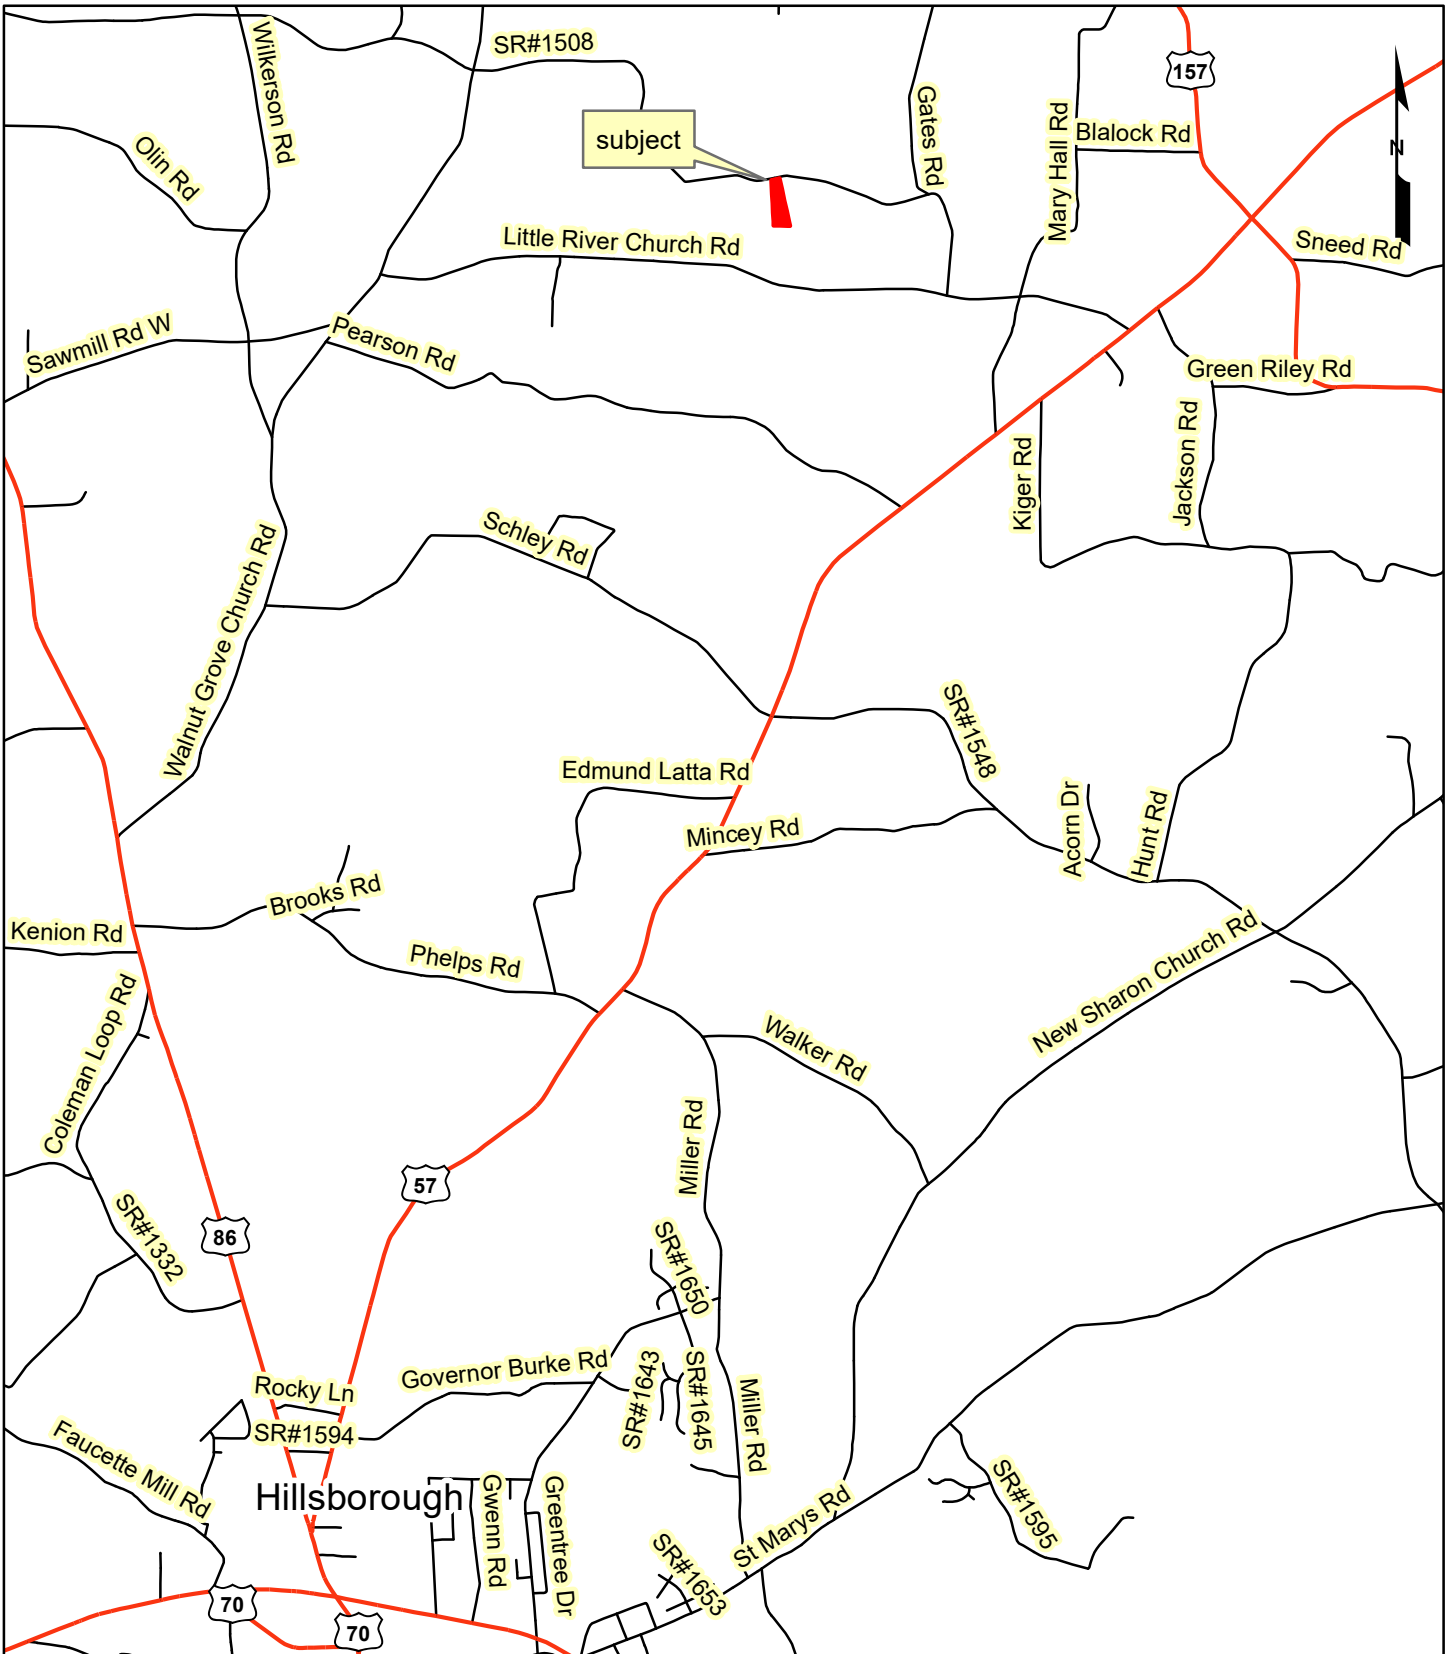 Wilkerson Rd
SR#1508
157
Gates Rd
Mary Hall Rd
Blalock Rd
subject
N
Olin Rd
Little River Church Rd
Sneed Rd
Sawmill Rd W
Pearson Rd
Green Riley Rd
Jackson Rd
Kiger Rd
Schley Rd
Walnut Grove Church Rd
SR#1548
Edmund Latta Rd
Mincey Rd
Acorn Dr
Hunt Rd
Brooks Rd
Kenion Rd
Phelps Rd
New Sharon Church Rd
Coleman Loop Rd
Walker Rd
Miller Rd
57
SR#1332
86
SR#1650
Governor Burke Rd
SR#1643
SR#1645
Miller Rd
Rocky Ln
SR#1594
Faucette Mill Rd
Hillsborough
Gwenn Rd
Greentree Dr
St Marys Rd
SR#1595
SR#1653
70
70